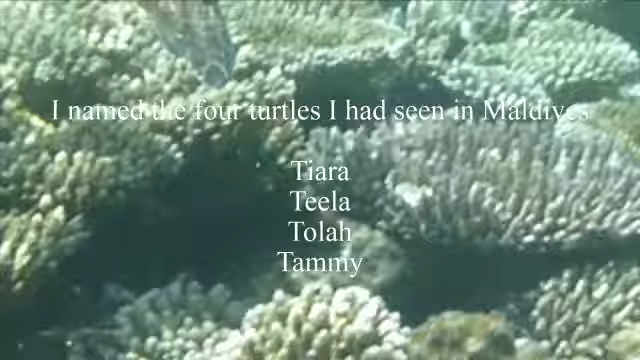 I named the four turtles I had seen in Maldives
Tiara
Teela
Tolah
Tammy